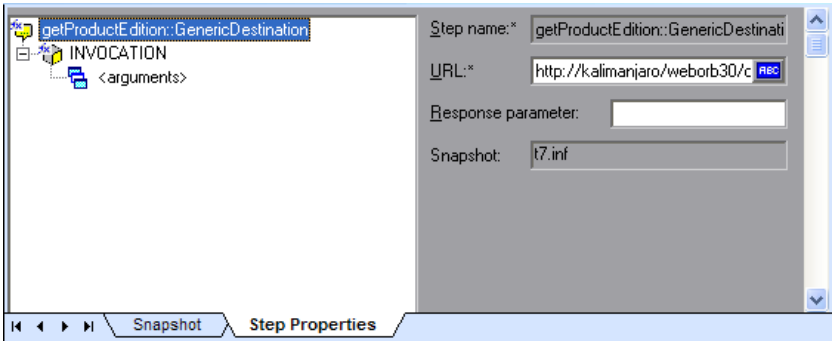 getProductEdition::GenericDestination
INVOCATION
<arguments>
Step name:* getProductEdition::GenericDestinati
URL:* http://kalimanjaro/weborb30/c ABC
Response parameter:
Snapshot: t7.inf
Snapshot Step Properties